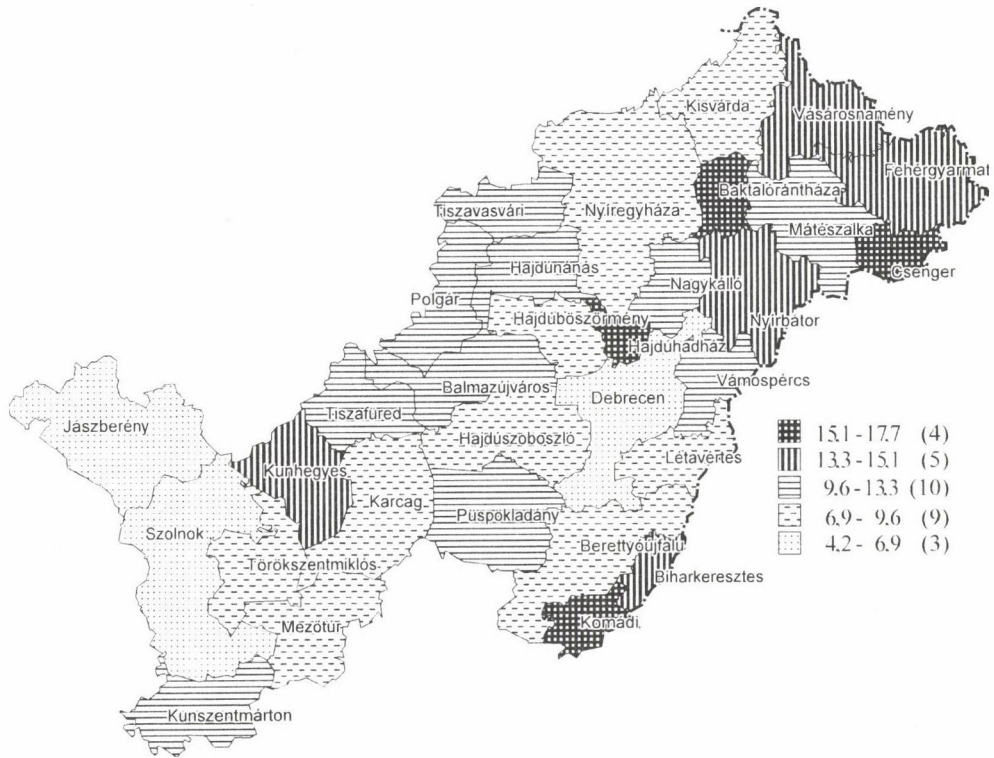 Kisvárda
Vásárosnamény
Fehérgyarmat
Baktalórántháza
Tiszavasvári
Nyíregyháza
Mátészalka
Hajdúnánás
Nagykálló
Csenger
Polgár
Hajdúböszörmény
Nyírbátor
Hajdúhadház
Vámospércs
Balmazújváros
Debrecen
Jászberény
Tiszafüred
Hajdúszoboszló
Létavértes
Kunhegyes
Karcag
Püspökladány
Szolnok
Berettyóújfalu
Törökszentmiklós
Biharkeresztes
Mezőtúr
Komádi
Kunszentmárton
15.1 - 17.7 (4)
13.3 - 15.1 (5)
9.6 - 13.3 (10)
6.9 - 9.6 (9)
4.2 - 6.9 (3)